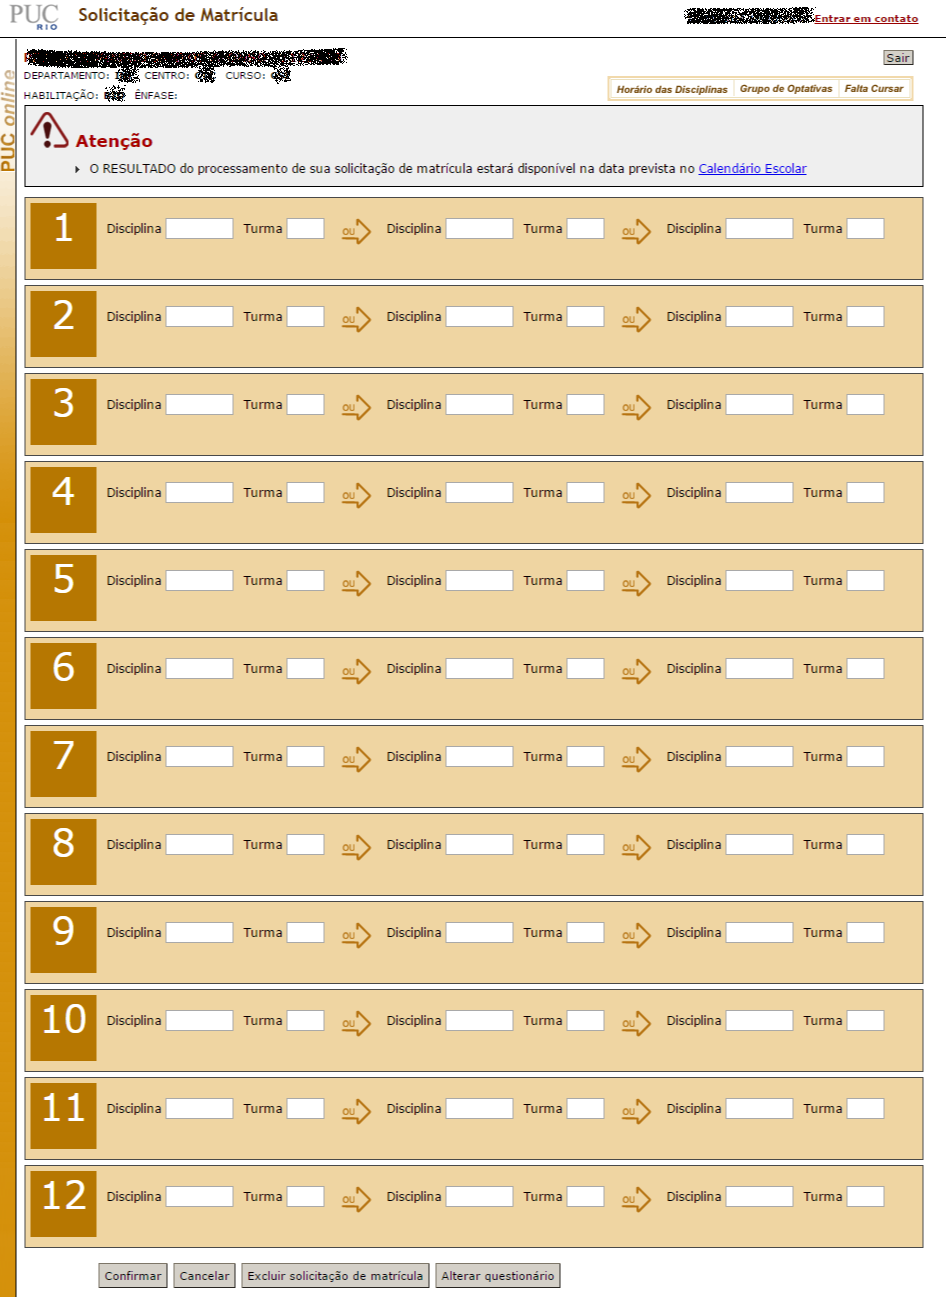 PUC RIO Solicitação de Matrícula
Entrar em contato
Sair
DEPARTAMENTO: CENTRO: CURSO:
HABILITAÇÃO: ÊNFASE:
Horário das Disciplinas Grupo de Optativas Falta Cursar
PUC online
Atenção
O RESULTADO do processamento de sua solicitação de matrícula estará disponível na data prevista no Calendário Escolar
1 Disciplina Turma OU Disciplina Turma OU Disciplina Turma
2 Disciplina Turma OU Disciplina Turma OU Disciplina Turma
3 Disciplina Turma OU Disciplina Turma OU Disciplina Turma
4 Disciplina Turma OU Disciplina Turma OU Disciplina Turma
5 Disciplina Turma OU Disciplina Turma OU Disciplina Turma
6 Disciplina Turma OU Disciplina Turma OU Disciplina Turma
7 Disciplina Turma OU Disciplina Turma OU Disciplina Turma
8 Disciplina Turma OU Disciplina Turma OU Disciplina Turma
9 Disciplina Turma OU Disciplina Turma OU Disciplina Turma
10 Disciplina Turma OU Disciplina Turma OU Disciplina Turma
11 Disciplina Turma OU Disciplina Turma OU Disciplina Turma
12 Disciplina Turma OU Disciplina Turma OU Disciplina Turma
Confirmar Cancelar Excluir solicitação de matrícula Alterar questionário